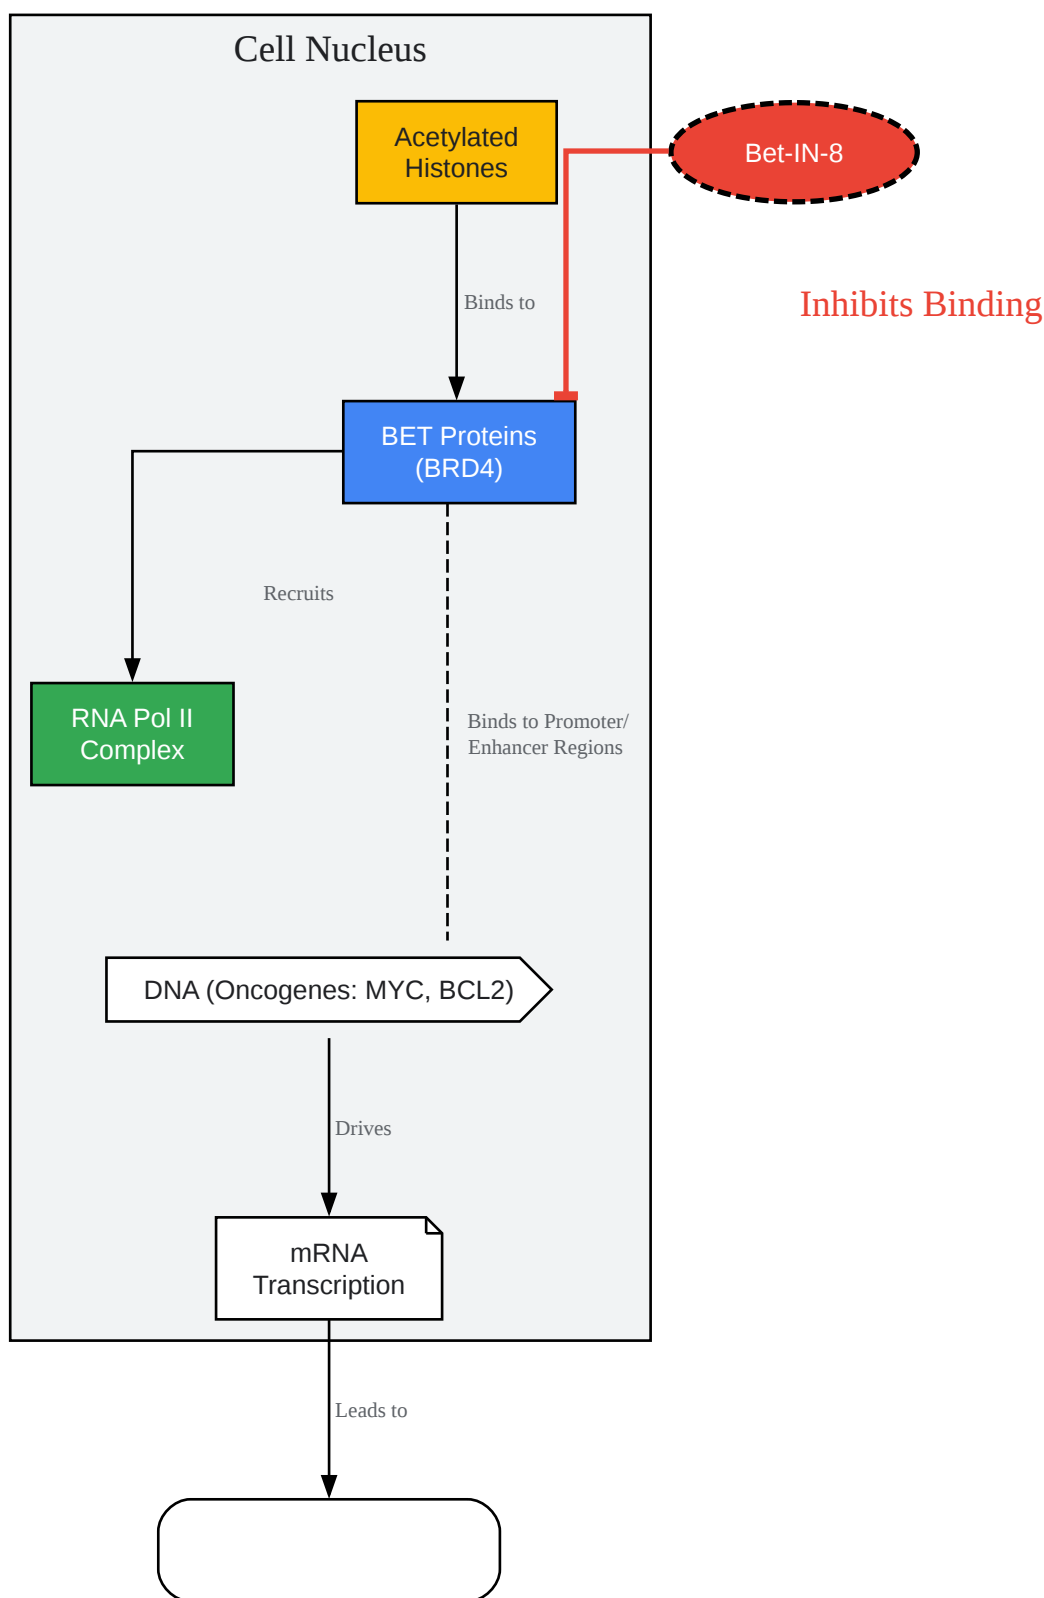 Cell Nucleus
Acetylated
Histones
Bet-IN-8
Binds to
Inhibits Binding
BET Proteins
(BRD4)
Recruits
RNA Pol II
Complex
Binds to Promoter/
Enhancer Regions
DNA (Oncogenes: MYC, BCL2)
Drives
mRNA
Transcription
Leads to